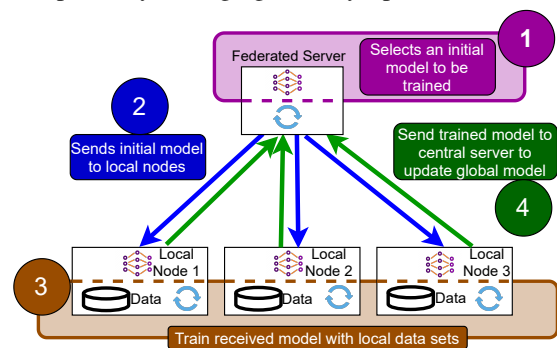 1
Federated Server
Selects an initial
model to be
trained
2
Sends initial model
to local nodes
Send trained model to
central server to
update global model
4
Local
Node 1
Data
Local
Node 2
Data
Local
Node 3
Data
3
Train received model with local data sets